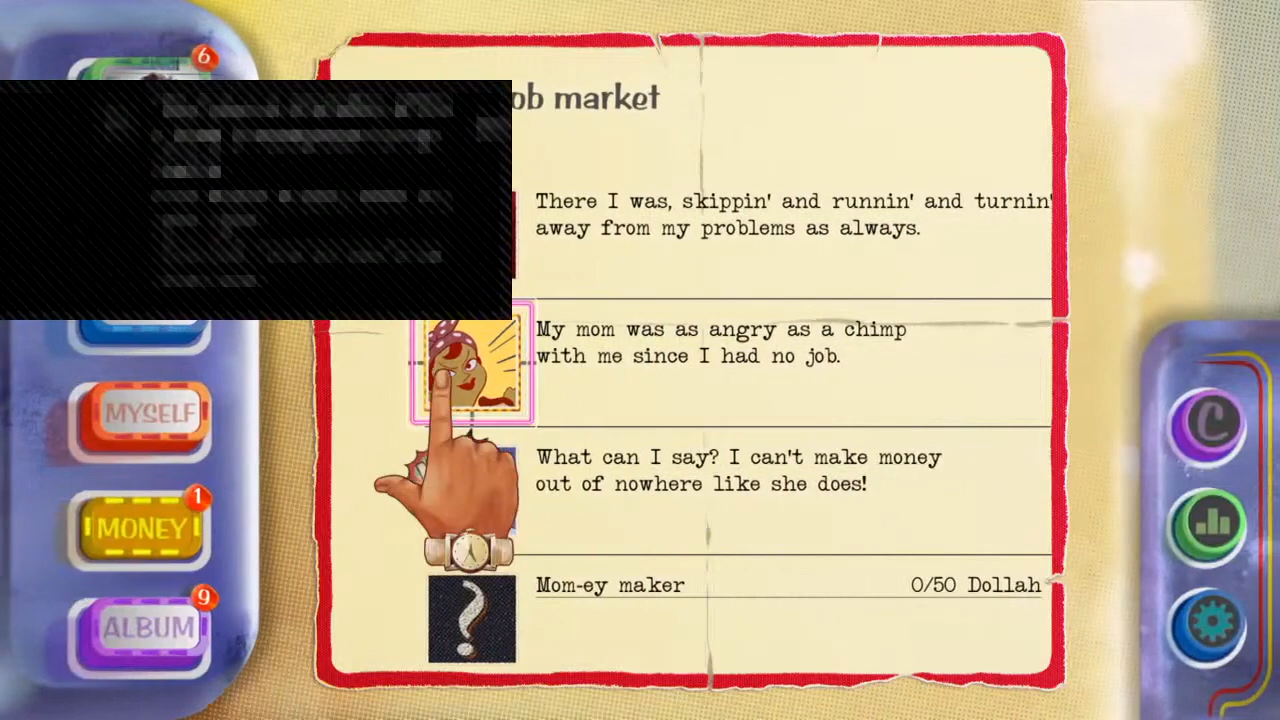 6
ob market
There I was, skippin' and runnin' and turnin'
away from my problems as always.
My mom was as angry as a chimp
with me since I had no job.
MYSELF
What can I say? I can't make money
out of nowhere like she does!
1
MONEY
Mom-ey maker 0/50 Dollah
9
ALBUM
C
?